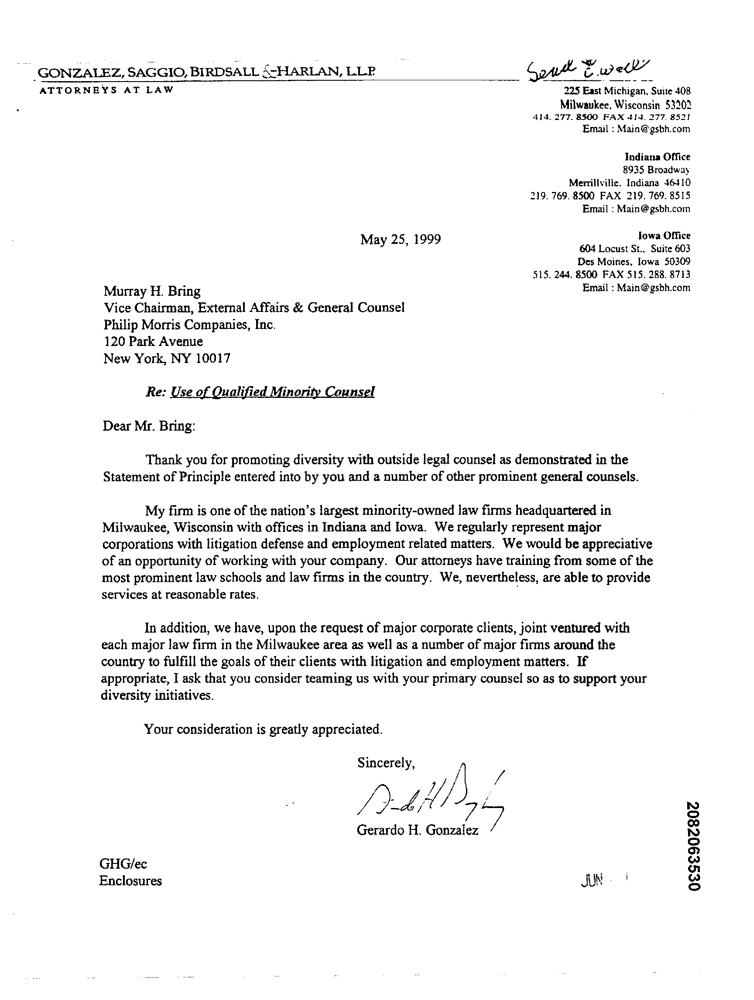 GONZALEZ, SAGGIO, BIRDSALL & HARLAN, L.L.P.
ATTORNEYS AT LAW
225 East Michigan, Suite 408
Milwaukee, Wisconsin 53202
414. 277. 8500 FAX 414. 277. 8521
Email : Main@gsbh.com
Indiana Office
8935 Broadway
Merrillville, Indiana 46410
219. 769. 8500 FAX 219. 769. 8515
Email : Main@gsbh.com
Iowa Office
604 Locust St., Suite 603
Des Moines, Iowa 50309
515. 244. 8500 FAX 515. 288. 8713
Email : Main@gsbh.com
May 25, 1999
Murray H. Bring
Vice Chairman, External Affairs & General Counsel
Philip Morris Companies, Inc.
120 Park Avenue
New York, NY 10017
Re: Use of Qualified Minority Counsel
Dear Mr. Bring:
Thank you for promoting diversity with outside legal counsel as demonstrated in the
Statement of Principle entered into by you and a number of other prominent general counsels.
My firm is one of the nation's largest minority-owned law firms headquartered in
Milwaukee, Wisconsin with offices in Indiana and Iowa. We regularly represent major
corporations with litigation defense and employment related matters. We would be appreciative
of an opportunity of working with your company. Our attorneys have training from some of the
most prominent law schools and law firms in the country. We, nevertheless, are able to provide
services at reasonable rates.
In addition, we have, upon the request of major corporate clients, joint ventured with
each major law firm in the Milwaukee area as well as a number of major firms around the
country to fulfill the goals of their clients with litigation and employment matters. If
appropriate, I ask that you consider teaming us with your primary counsel so as to support your
diversity initiatives.
Your consideration is greatly appreciated.
Sincerely,
Gerardo H. Gonzalez
GHG/ec
Enclosures
JUN
2082063530